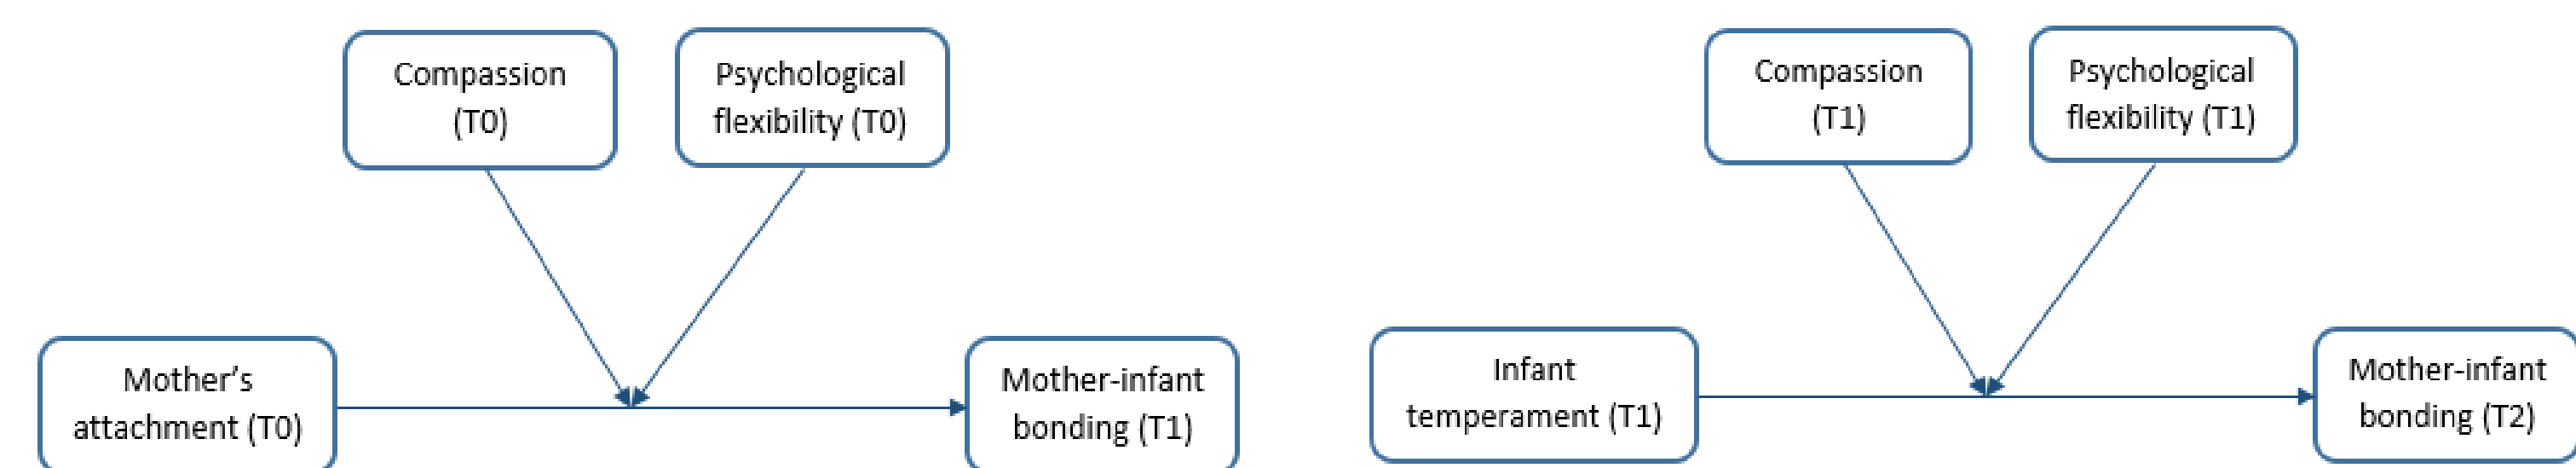 Compassion
(T0)
Psychological
flexibility (T0)
Mother’s
attachment (T0)
Mother-infant
bonding (T1)
Compassion
(T1)
Psychological
flexibility (T1)
Infant
temperament (T1)
Mother-infant
bonding (T2)